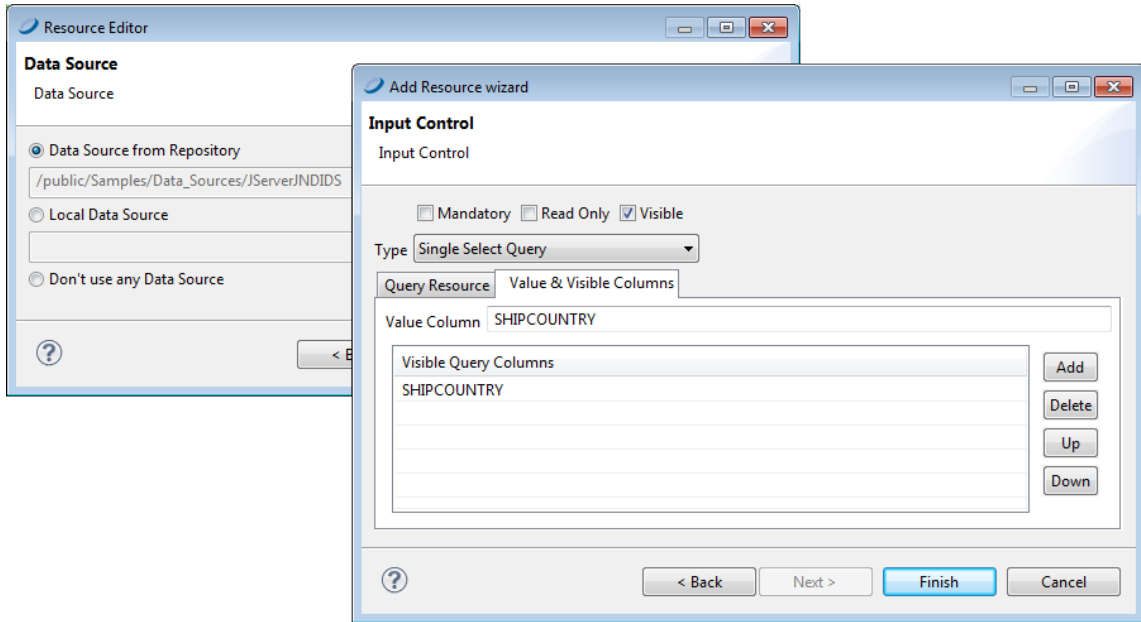 Resource Editor
Data Source
Data Source
Data Source from Repository
/public/Samples/Data_Sources/JServerJNDIDS
Local Data Source
Don't use any Data Source
?
Add Resource wizard
Input Control
Input Control
Mandatory Read Only Visible
Type Single Select Query
Query Resource Value & Visible Columns
Value Column SHIPCOUNTRY
Visible Query Columns
SHIPCOUNTRY
Add
Delete
Up
Down
?
< Back Next > Finish Cancel